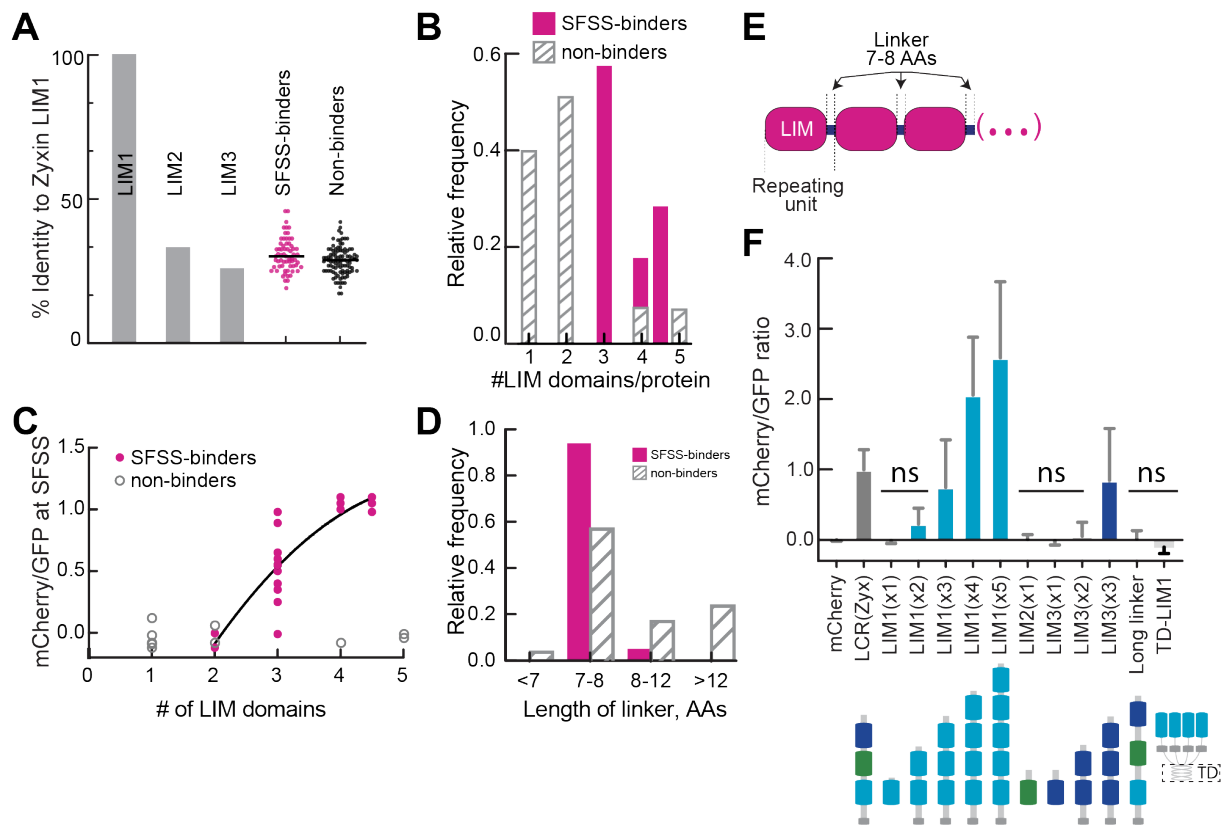 A
% Identity to Zyxin LIM1
100
50
0
LIM1
LIM2
LIM3
SFSS-binders
Non-binders
B
SFSS-binders
non-binders
Relative frequency
0.6
0.4
0.2
0.0
1 2 3 4 5
#LIM domains/protein
E
Linker
7-8 AAs
LIM
(...)
Repeating
unit
C
mCherry/GFP at SFSS
1.5
1.0
0.5
0.0
SFSS-binders
non-binders
0 1 2 3 4 5
# of LIM domains
D
Relative frequency
1.0
0.8
0.6
0.4
0.2
0.0
SFSS-binders
non-binders
<7 7-8 8-12 >12
Length of linker, AAs
F
mCherry/GFP ratio
4.0
3.0
2.0
1.0
0.0
ns
ns
ns
mCherry
LCR(Zyx)
LIM1(x1)
LIM1(x2)
LIM1(x3)
LIM1(x4)
LIM1(x5)
LIM2(x1)
LIM3(x1)
LIM3(x2)
LIM3(x3)
Long linker
TD-LIM1
TD